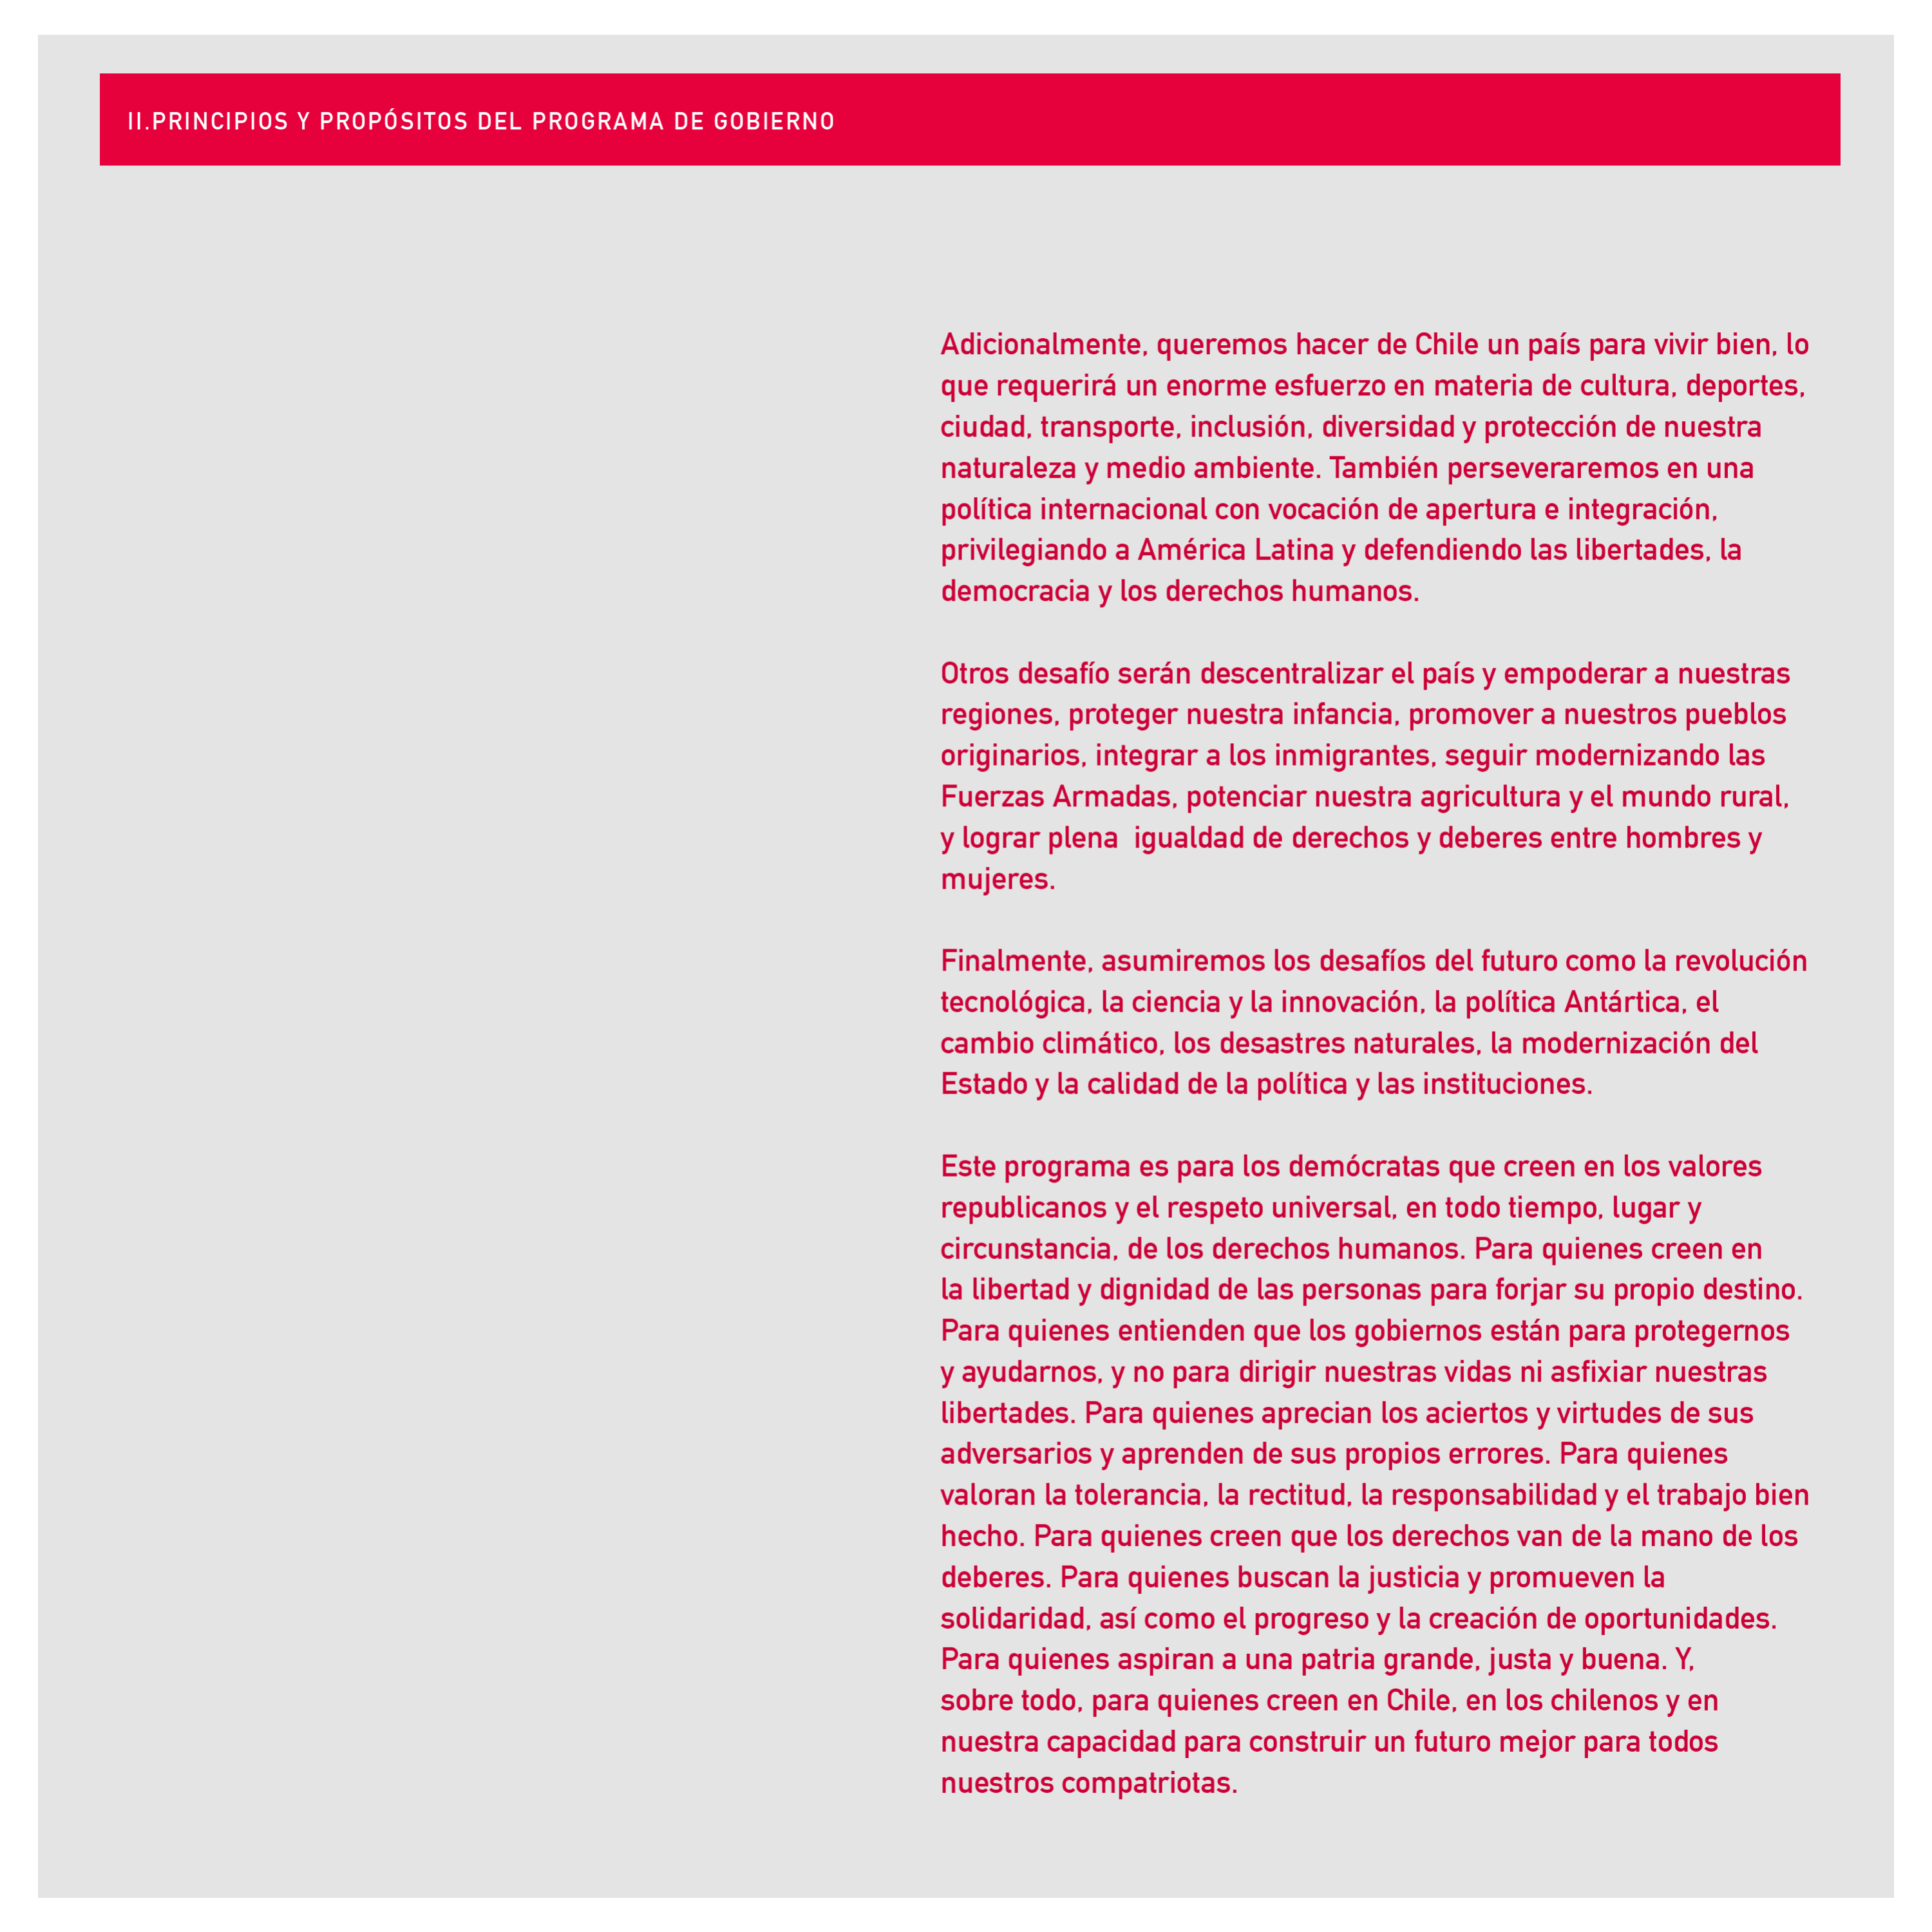 II.PRINCIPIOS Y PROPÓSITOS DEL PROGRAMA DE GOBIERNO
Adicionalmente, queremos hacer de Chile un país para vivir bien, lo
que requerirá un enorme esfuerzo en materia de cultura, deportes,
ciudad, transporte, inclusión, diversidad y protección de nuestra
naturaleza y medio ambiente. También perseveraremos en una
política internacional con vocación de apertura e integración,
privilegiando a América Latina y defendiendo las libertades, la
democracia y los derechos humanos.
Otros desafío serán descentralizar el país y empoderar a nuestras
regiones, proteger nuestra infancia, promover a nuestros pueblos
originarios, integrar a los inmigrantes, seguir modernizando las
Fuerzas Armadas, potenciar nuestra agricultura y el mundo rural,
y lograr plena  igualdad de derechos y deberes entre hombres y
mujeres.
Finalmente, asumiremos los desafíos del futuro como la revolución
tecnológica, la ciencia y la innovación, la política Antártica, el
cambio climático, los desastres naturales, la modernización del
Estado y la calidad de la política y las instituciones.
Este programa es para los demócratas que creen en los valores
republicanos y el respeto universal, en todo tiempo, lugar y
circunstancia, de los derechos humanos. Para quienes creen en
la libertad y dignidad de las personas para forjar su propio destino.
Para quienes entienden que los gobiernos están para protegernos
y ayudarnos, y no para dirigir nuestras vidas ni asfixiar nuestras
libertades. Para quienes aprecian los aciertos y virtudes de sus
adversarios y aprenden de sus propios errores. Para quienes
valoran la tolerancia, la rectitud, la responsabilidad y el trabajo bien
hecho. Para quienes creen que los derechos van de la mano de los
deberes. Para quienes buscan la justicia y promueven la
solidaridad, así como el progreso y la creación de oportunidades.
Para quienes aspiran a una patria grande, justa y buena. Y,
sobre todo, para quienes creen en Chile, en los chilenos y en
nuestra capacidad para construir un futuro mejor para todos
nuestros compatriotas.